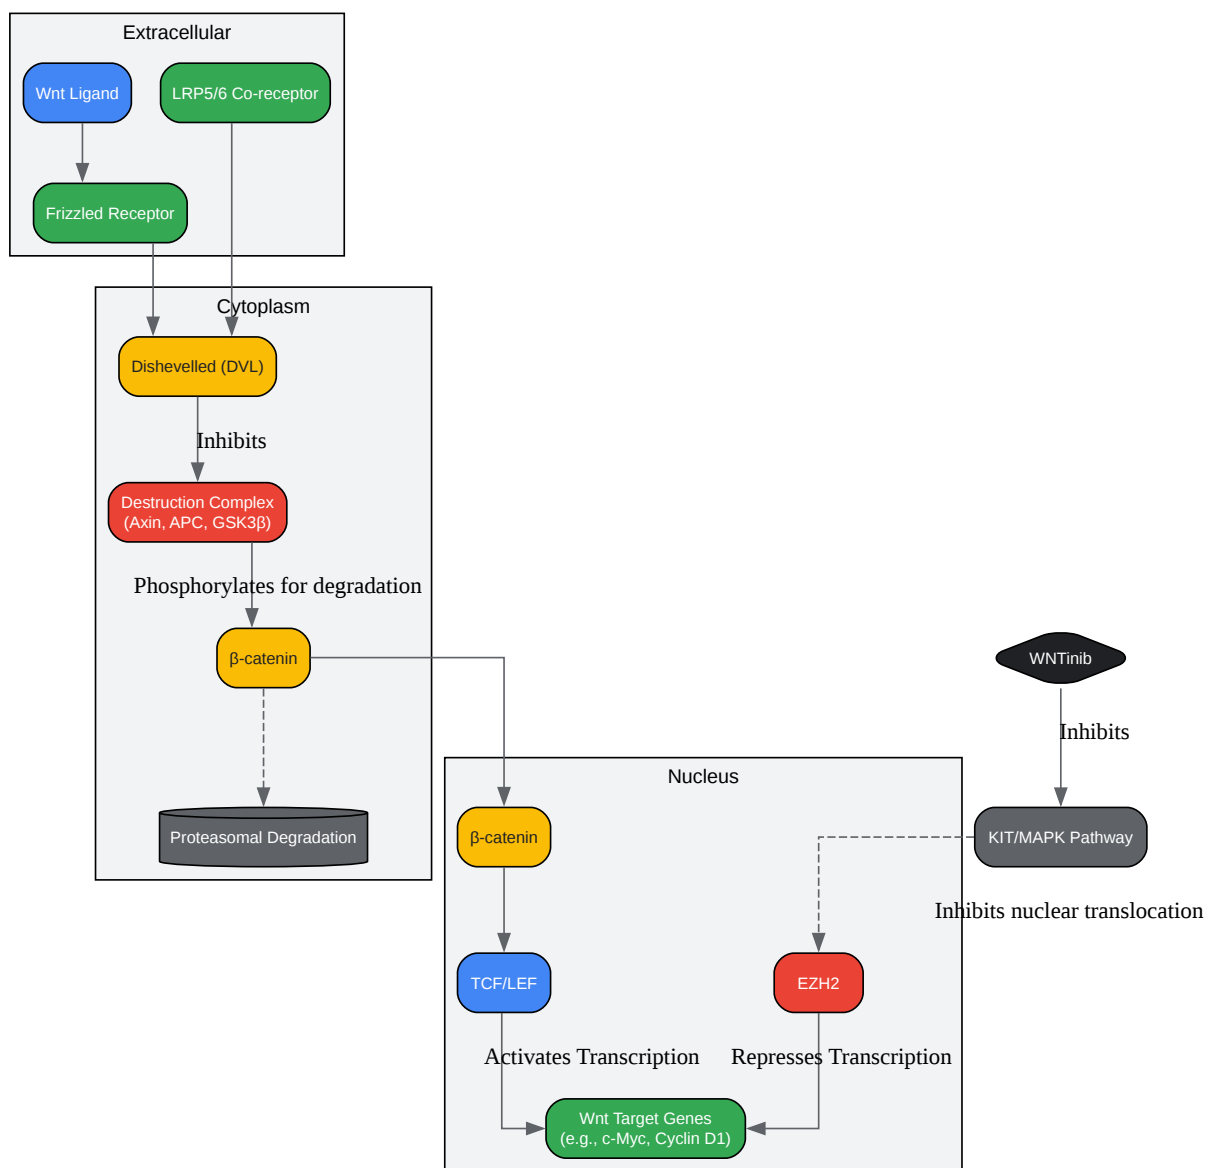 Extracellular
Wnt Ligand
LRP5/6 Co-receptor
Frizzled Receptor
Cytoplasm
Dishevelled (DVL)
Inhibits
Destruction Complex
(Axin, APC, GSK3β)
Phosphorylates for degradation
β-catenin
WNTinib
Inhibits
Nucleus
Proteasomal Degradation
β-catenin
KIT/MAPK Pathway
Inhibits nuclear translocation
TCF/LEF
EZH2
Activates Transcription
Represses Transcription
Wnt Target Genes
(e.g., c-Myc, Cyclin D1)